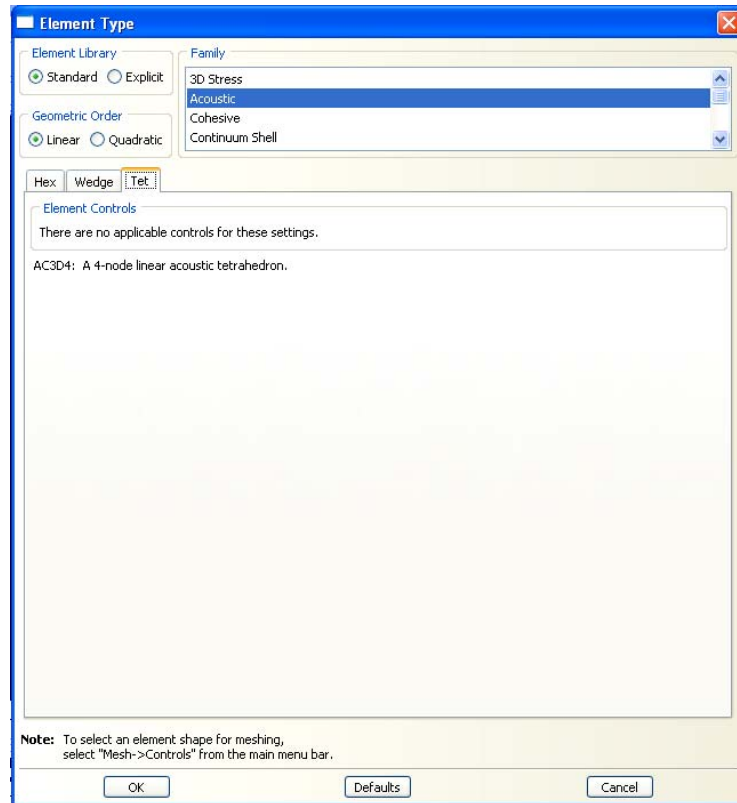 Element Type
Element Library
Standard Explicit
Geometric Order
Linear Quadratic
Family
3D Stress
Acoustic
Cohesive
Continuum Shell
Hex Wedge Tet
Element Controls
There are no applicable controls for these settings.
AC3D4: A 4-node linear acoustic tetrahedron.
Note: To select an element shape for meshing,
select "Mesh->Controls" from the main menu bar.
OK Defaults Cancel